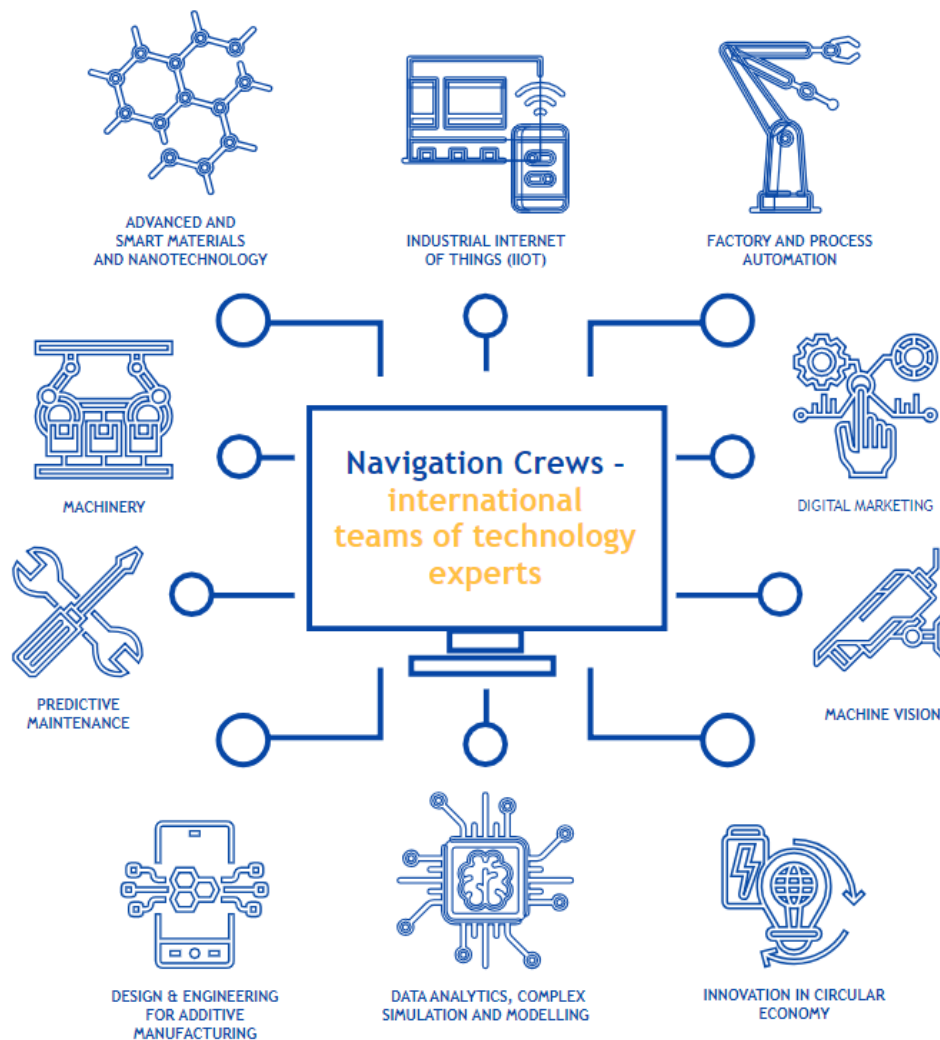 ADVANCED AND
SMART MATERIALS
AND NANOTECHNOLOGY
INDUSTRIAL INTERNET
OF THINGS (IIOT)
FACTORY AND PROCESS
AUTOMATION
MACHINERY
Navigation Crews -
international
teams of technology
experts
DIGITAL MARKETING
PREDICTIVE
MAINTENANCE
MACHINE VISION
DESIGN & ENGINEERING
FOR ADDITIVE
MANUFACTURING
DATA ANALYTICS, COMPLEX
SIMULATION AND MODELLING
INNOVATION IN CIRCULAR
ECONOMY